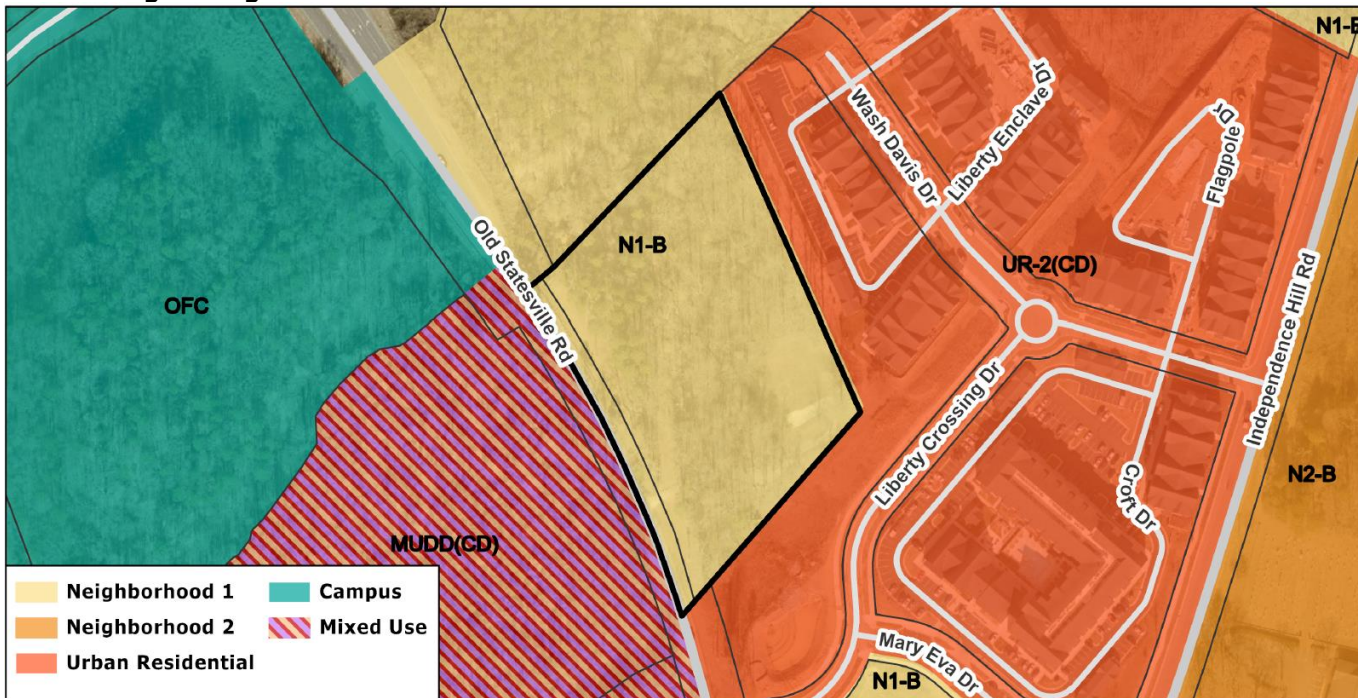 N1-B
Wash Davis Dr
Liberty Enclave Dr
Flagpole Dr
Old Statesville Rd
N1-B
UR-2(CD)
OFC
Independence Hill Rd
Liberty Crossing Dr
N2-B
Croft Dr
MUDD(CD)
Mary Eva Dr
N1-B
Neighborhood 1
Campus
Neighborhood 2
Mixed Use
Urban Residential